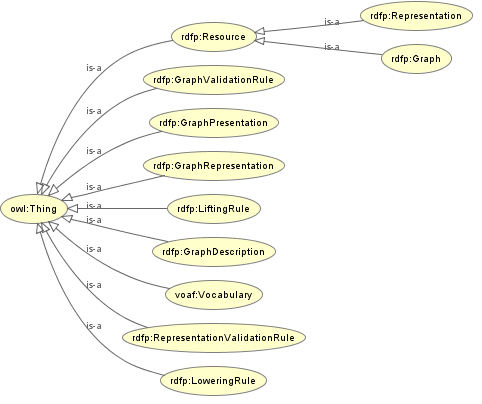 rdfp:Representation
is-a
rdfp:Resource
is-a
rdfp:Graph
is-a
rdfp:GraphValidationRule
is-a
rdfp:GraphPresentation
is-a
rdfp:GraphRepresentation
is-a
owl:Thing
is-a
rdfp:LiftingRule
is-a
rdfp:GraphDescription
is-a
voaf:Vocabulary
is-a
rdfp:RepresentationValidationRule
is-a
rdfp:LoweringRule
is-a